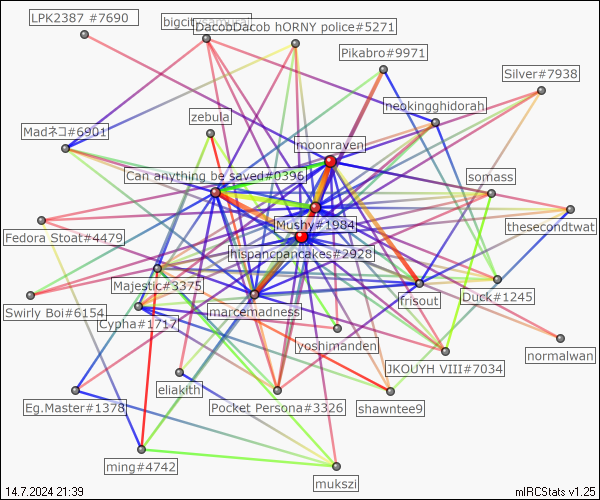 LPK2387 #7690
bigcitysamurai
DacobDacob hORNY police#5271
Pikabro#9971
Silver#7938
neokingghidorah
zebula
Madネコ#6901
moonraven
Can anything be saved#0396
somass
Mushy#1984
thesecondtwat
Fedora Stoat#4479
hispancpancakes#2928
Majestic#3375
Duck#1245
frisout
Swirly Boi#6154
marcemadness
Cypha#1717
yoshimanden
normalwan
JKOUYH VIII#7034
eliakith
Eg.Master#1378
Pocket Persona#3326
shawntee9
ming#4742
mukszi
14.7.2024 21:39
mIRCStats v1.25